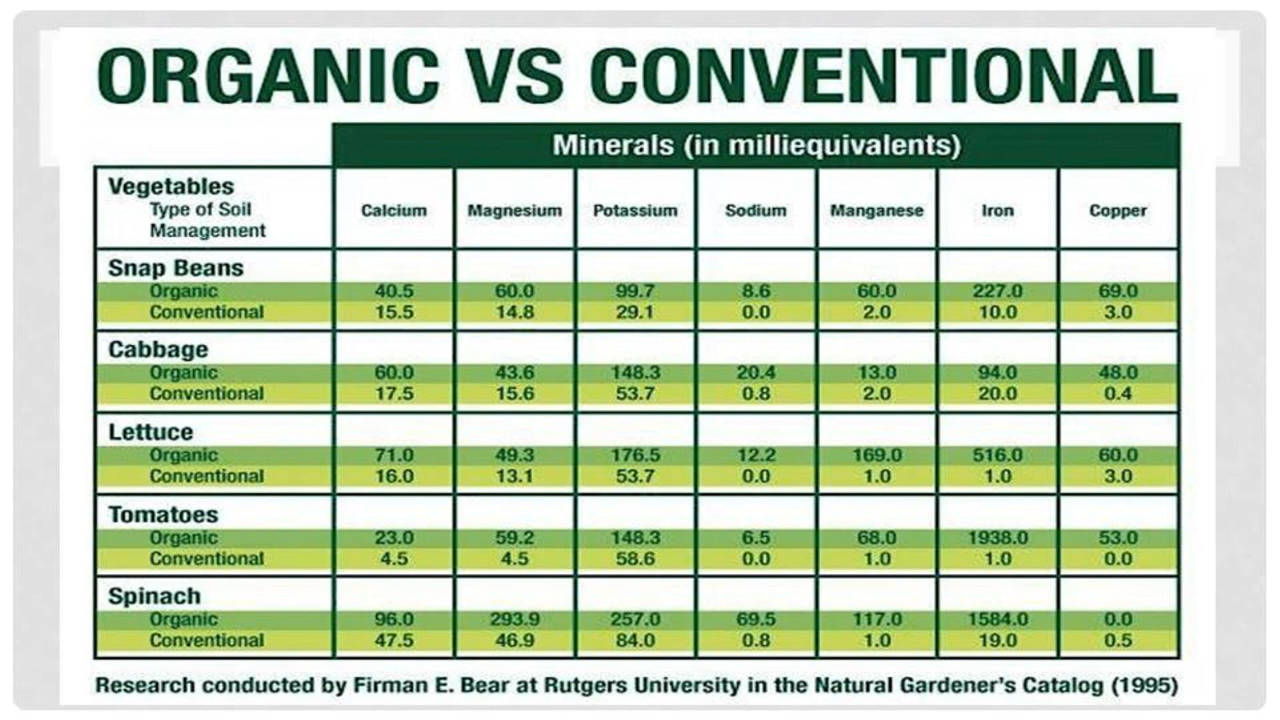 ORGANIC VS CONVENTIONAL
Minerals (in milliequivalents)
Vegetables
Type of Soil
Management
Calcium Magnesium Potassium Sodium Manganese Iron Copper
Snap Beans
Organic 40.5 60.0 99.7 8.6 60.0 227.0 69.0
Conventional 15.5 14.8 29.1 0.0 2.0 10.0 3.0
Cabbage
Organic 60.0 43.6 148.3 20.4 13.0 94.0 48.0
Conventional 17.5 15.6 53.7 0.8 2.0 20.0 0.4
Lettuce
Organic 71.0 49.3 176.5 12.2 169.0 516.0 60.0
Conventional 16.0 13.1 53.7 0.0 1.0 1.0 3.0
Tomatoes
Organic 23.0 59.2 148.3 6.5 68.0 1938.0 53.0
Conventional 4.5 4.5 58.6 0.0 1.0 1.0 0.0
Spinach
Organic 96.0 293.9 257.0 69.5 117.0 1584.0 0.0
Conventional 47.5 46.9 84.0 0.8 1.0 19.0 0.5
Research conducted by Firman E. Bear at Rutgers University in the Natural Gardener's Catalog (1995)